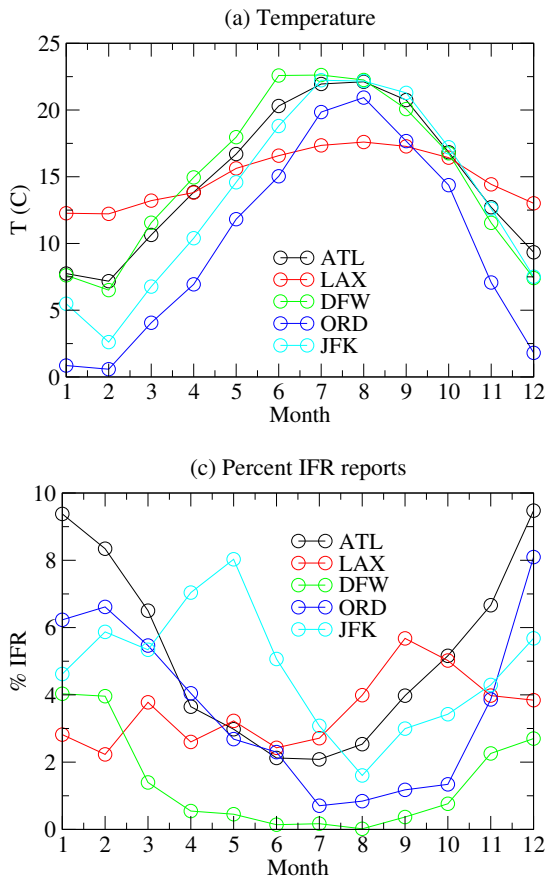 (a) Temperature
25
20
15
10
5
0
T (C)
ATL
LAX
DFW
ORD
JFK
1 2 3 4 5 6 7 8 9 10 11 12
Month
(c) Percent IFR reports
10
8
6
4
2
0
% IFR
ATL
LAX
DFW
ORD
JFK
1 2 3 4 5 6 7 8 9 10 11 12
Month